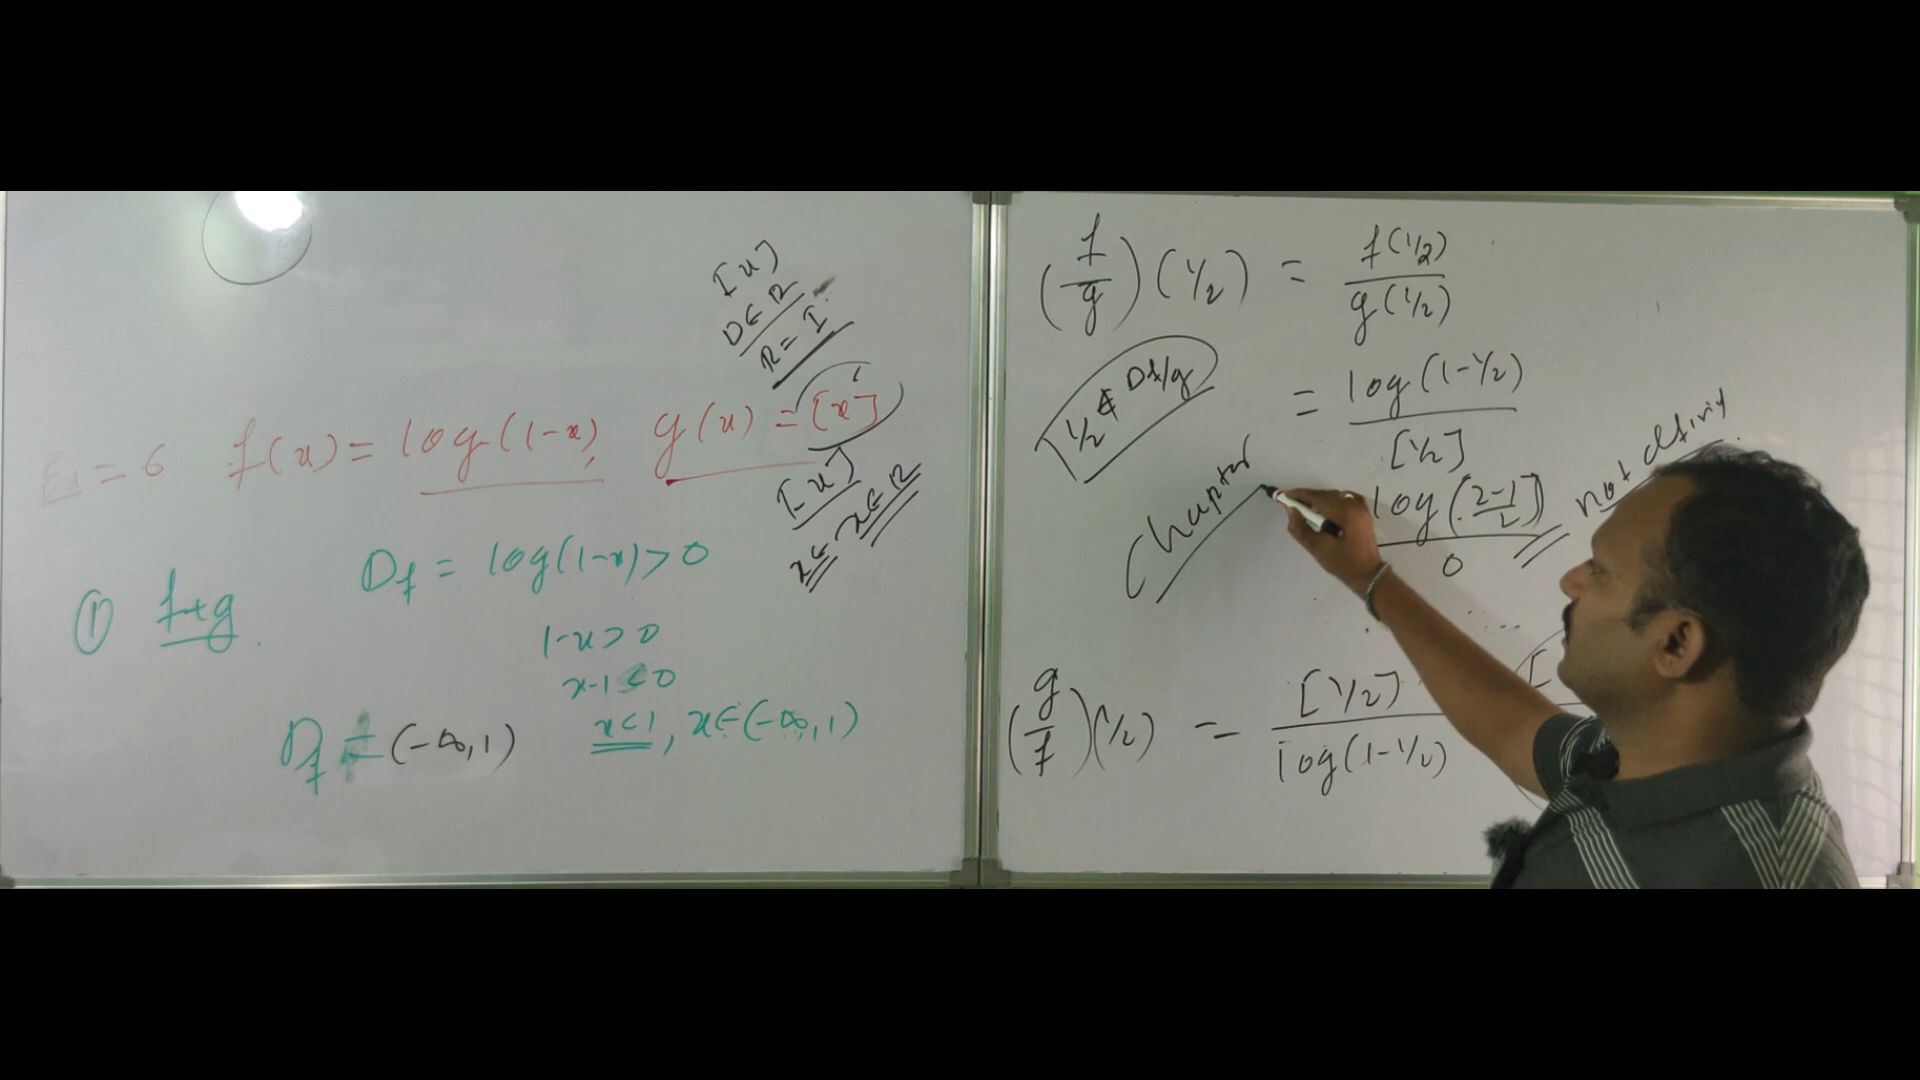 [x]
D∈R
R=I
Ex=6 f(x)=log(1-x), g(x)=[x]
[x]
x∈ x∈R
① f+g
Df = log(1-x)>0
1-x>0
x-1<0
x<1, x∈(-∞,1)
Df = (-∞,1)
(f/g)(1/2) = f(1/2)/g(1/2)
1/2 ∉ Df/g
= log(1-1/2)/[1/2]
Chapter
log(2-1/2)/0
(g/f)(1/2) = [1/2]/log(1-1/2)